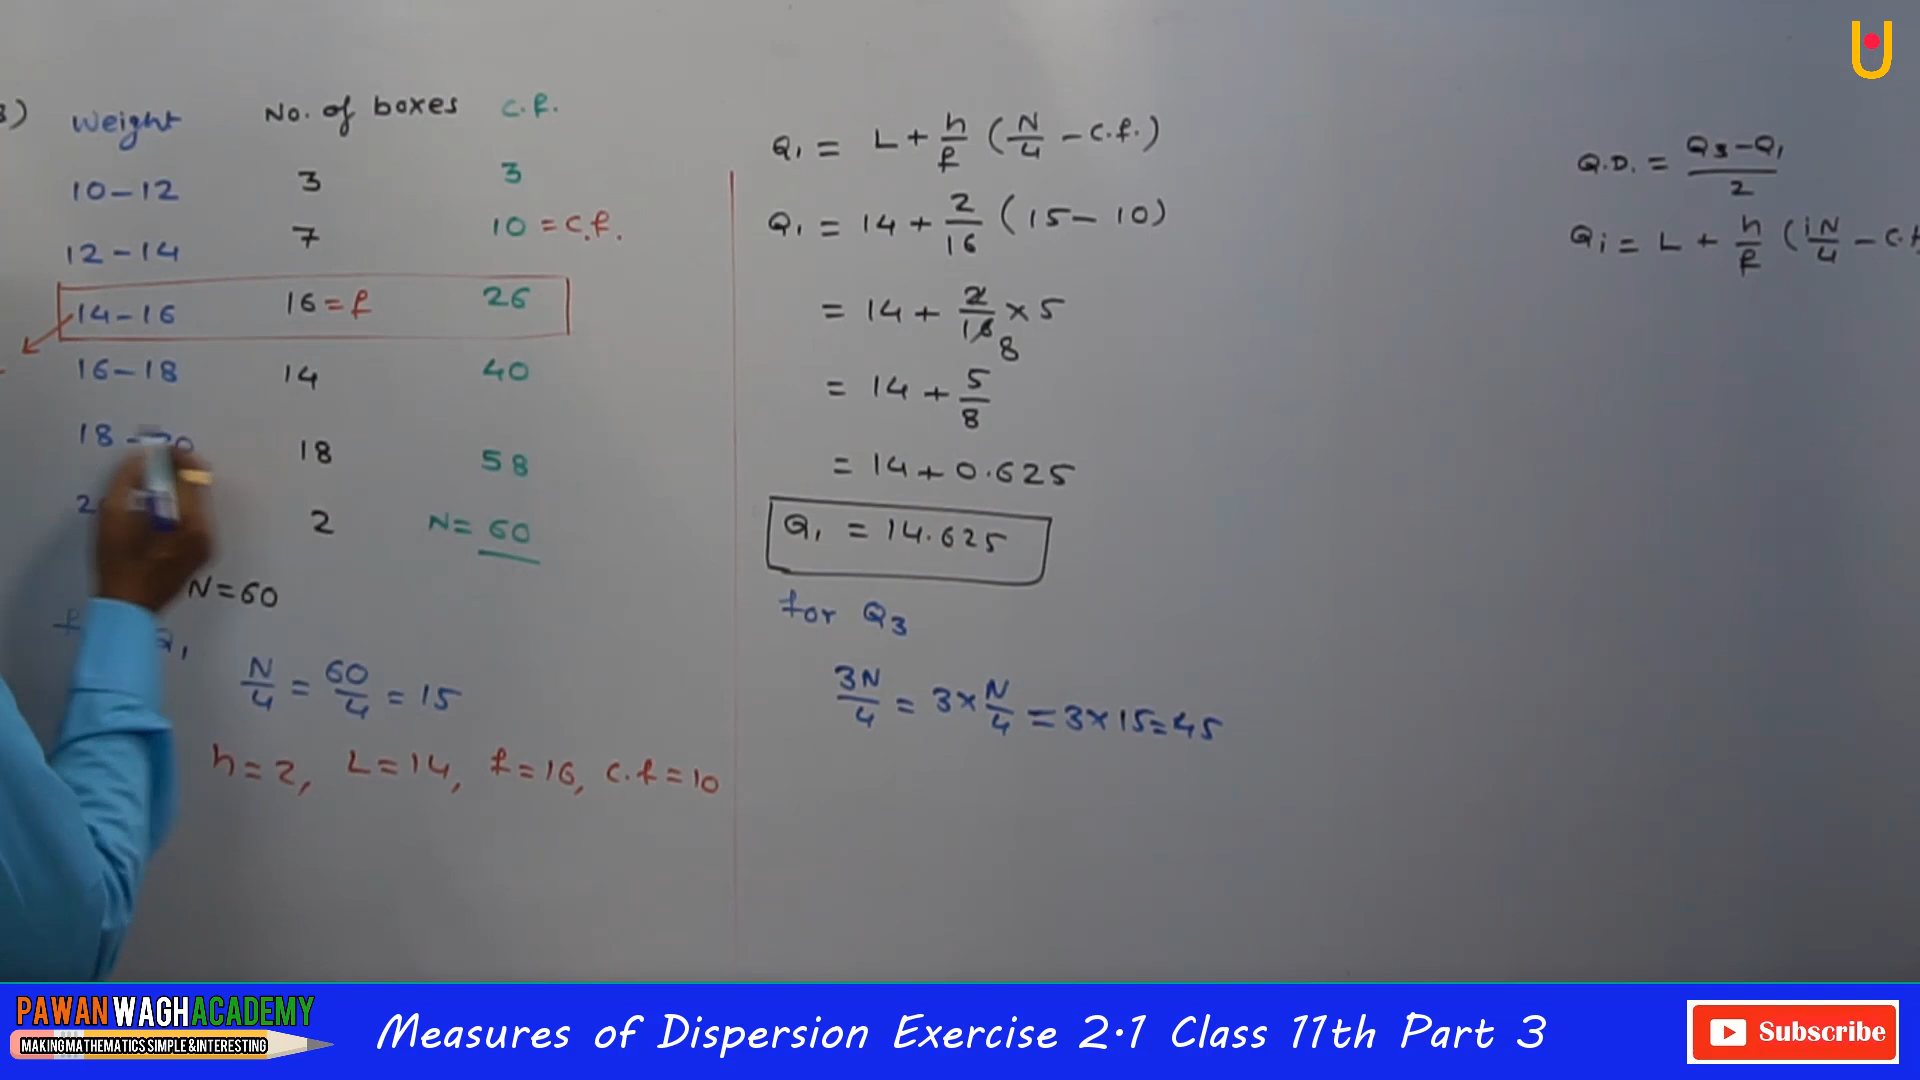 3)
Weight No. of boxes c.f.
10-12 3 3
12-14 7 10 = c.f.
14-16 16 = f 26
16-18 14 40
18-20 18 58
2 2 N = 60
N = 60
Q₁
N/4 = 60/4 = 15
h = 2, L = 14, f = 16, c.f = 10
Q₁ = L + h/f (N/4 - c.f.)
Q₁ = 14 + 2/16 (15 - 10)
= 14 + 2/16 × 5
8
= 14 + 5/8
= 14 + 0.625
Q₁ = 14.625
for Q₃
3N/4 = 3 × N/4 = 3 × 15 = 45
Q.D. = Q₃ - Q₁/2
Qi = L + h/f (iN/4 - c.f
PAWAN WAGH ACADEMY
MAKING MATHEMATICS SIMPLE & INTERESTING
Measures of Dispersion Exercise 2.1 Class 11th Part 3
Subscribe